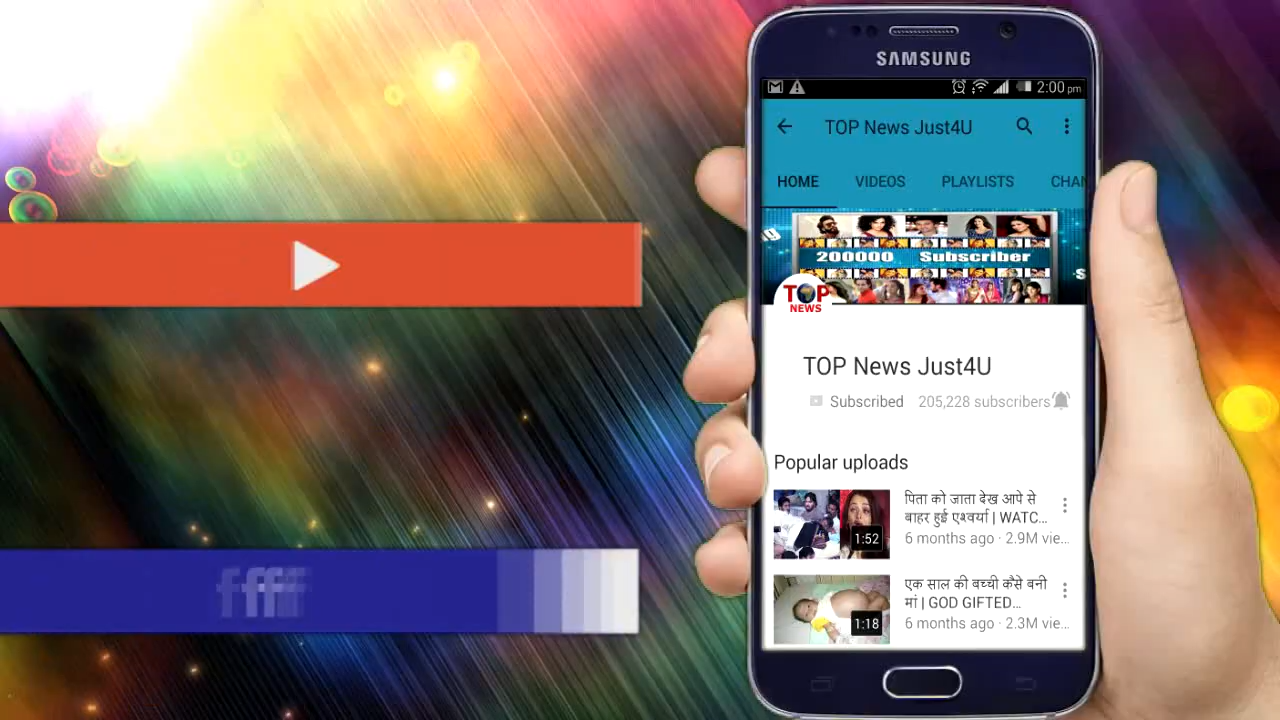 SAMSUNG
2:00 pm
TOP News Just4U
HOME VIDEOS PLAYLISTS CHAN
200000 Subscriber
TOP
NEWS
TOP News Just4U
Subscribed 205,228 subscribers
Popular uploads
पिता को जाता देख आपे से
बाहर हुई एश्वर्या | WATC...
1:52
6 months ago · 2.9M vie...
एक साल की बच्ची कैसे बनी
मां | GOD GIFTED...
1:18
6 months ago · 2.3M vie...